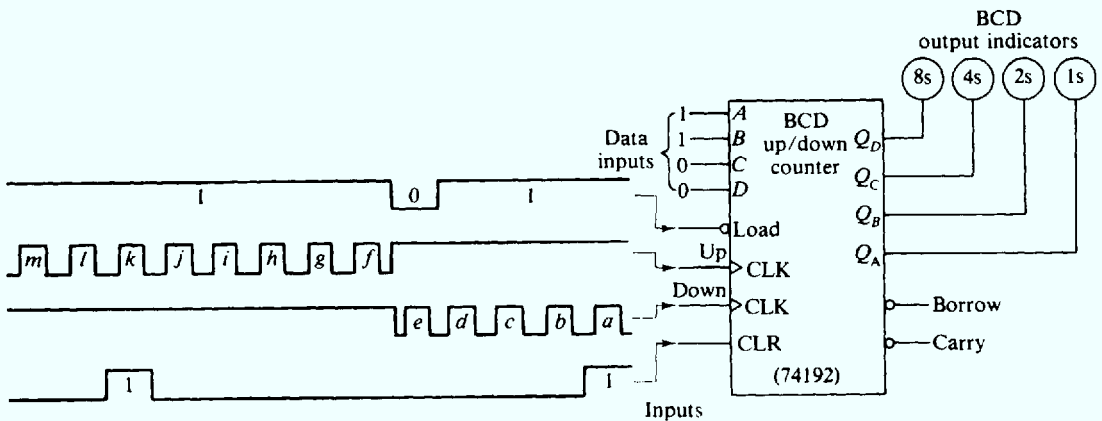 BCD
output indicators
8s 4s 2s 1s
Data
inputs
1 A
1 B
0 C
0 D
BCD
up/down
counter
Q_D
Q_C
Q_B
Q_A
1 0 1
Load
m l k j i h g f
Up
CLK
e d c b a
Down
CLK
1 1
CLR
Borrow
Carry
(74192)
Inputs